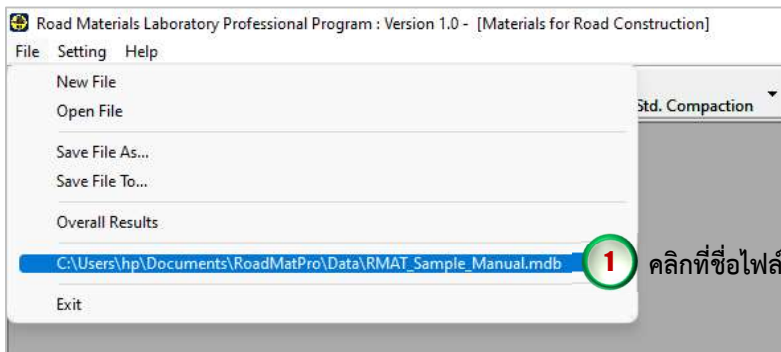 Road Materials Laboratory Professional Program : Version 1.0 - [Materials for Road Construction]
File Setting Help
New File
Open File
Std. Compaction
Save File As...
Save File To...
Overall Results
C:\Users\hp\Documents\RoadMatPro\Data\RMAT_Sample_Manual.mdb
1 คลิกที่ชื่อไฟล์
Exit